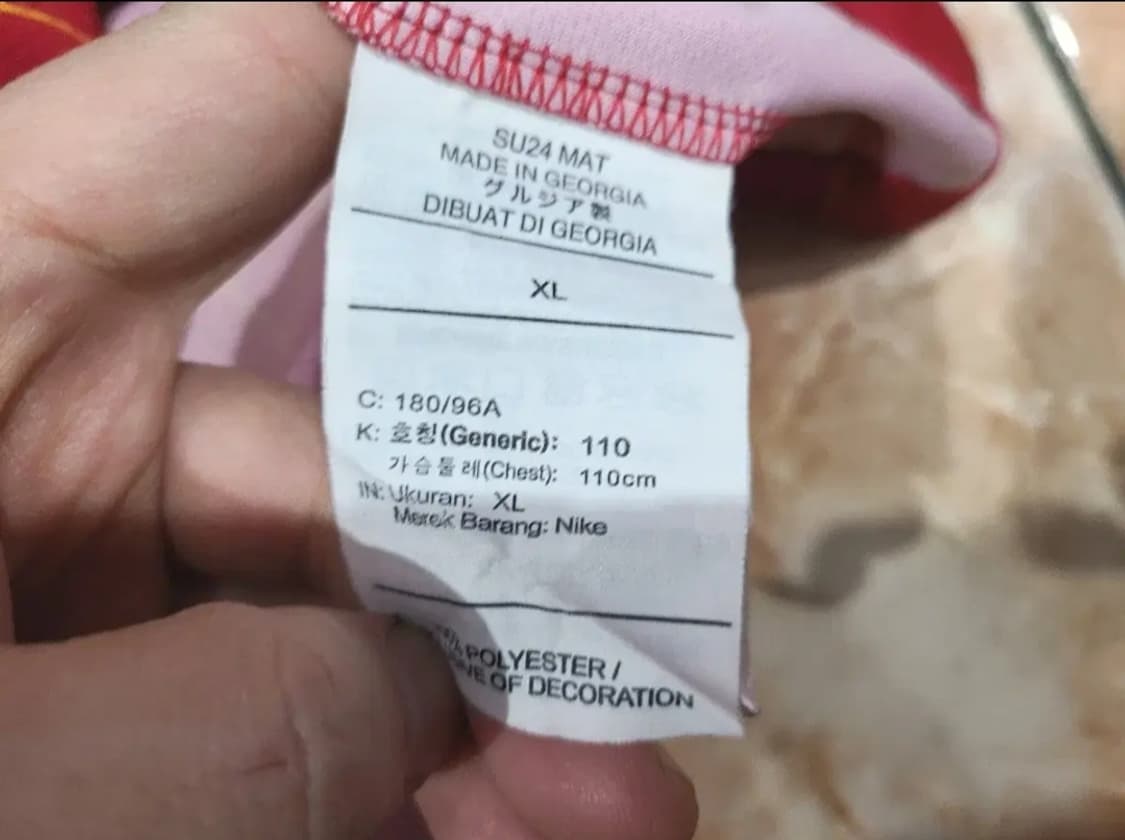 SU24 MAT
MADE IN GEORGIA
グルジア製
DIBUAT DI GEORGIA
XL
C: 180/96A
K: 호칭(Generic): 110
가슴둘레(Chest): 110cm
IN: Ukuran: XL
Merek Barang: Nike
POLYESTER /
OF DECORATION